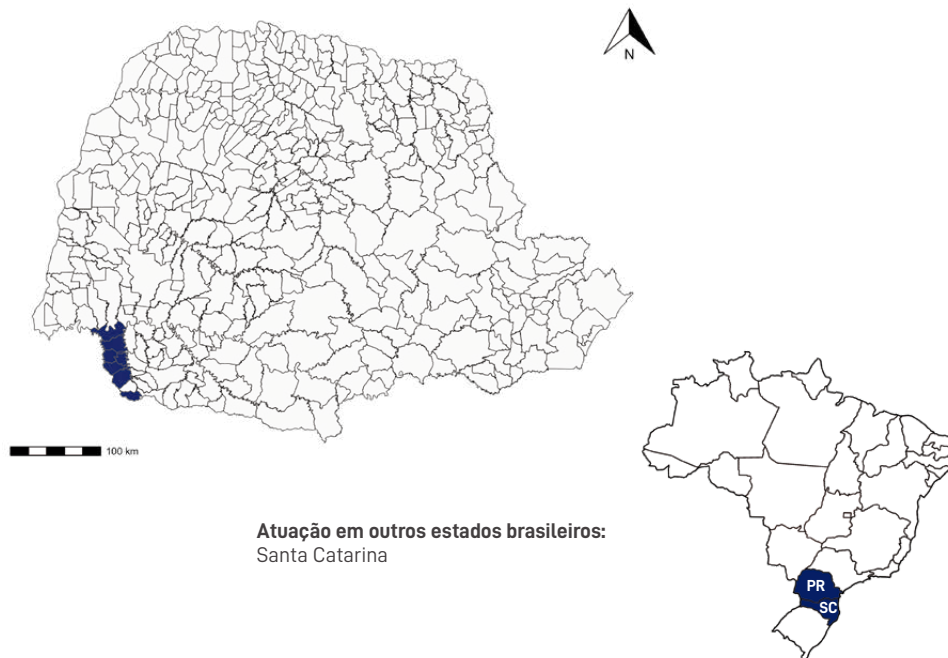 N
100 km
Atuação em outros estados brasileiros:
Santa Catarina
PR
SC